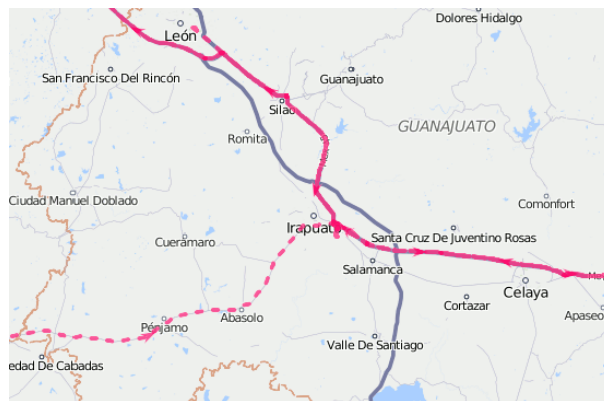 Dolores Hidalgo
León
San Francisco Del Rincón
Guanajuato
Silao
GUANAJUATO
Romita
Ciudad Manuel Doblado
Comonfort
Irapuato
Santa Cruz De Juventino Rosas
Cuerámaro
Salamanca
Celaya
Cortazar
Abasolo
Pénjamo
Apaseo
Valle De Santiago
edad De Cabadas